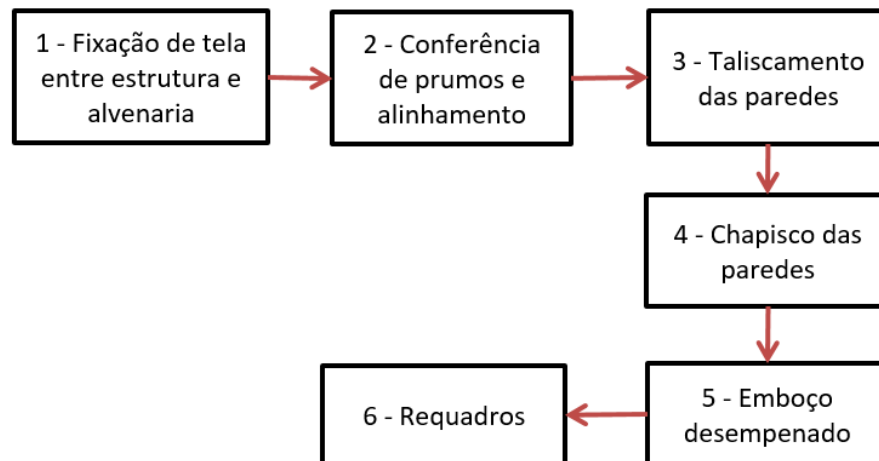 1 - Fixação de tela
entre estrutura e
alvenaria
2 - Conferência
de prumos e
alinhamento
3 - Taliscamento
das paredes
4 - Chapisco das
paredes
5 - Emboço
desempenado
6 - Requadros